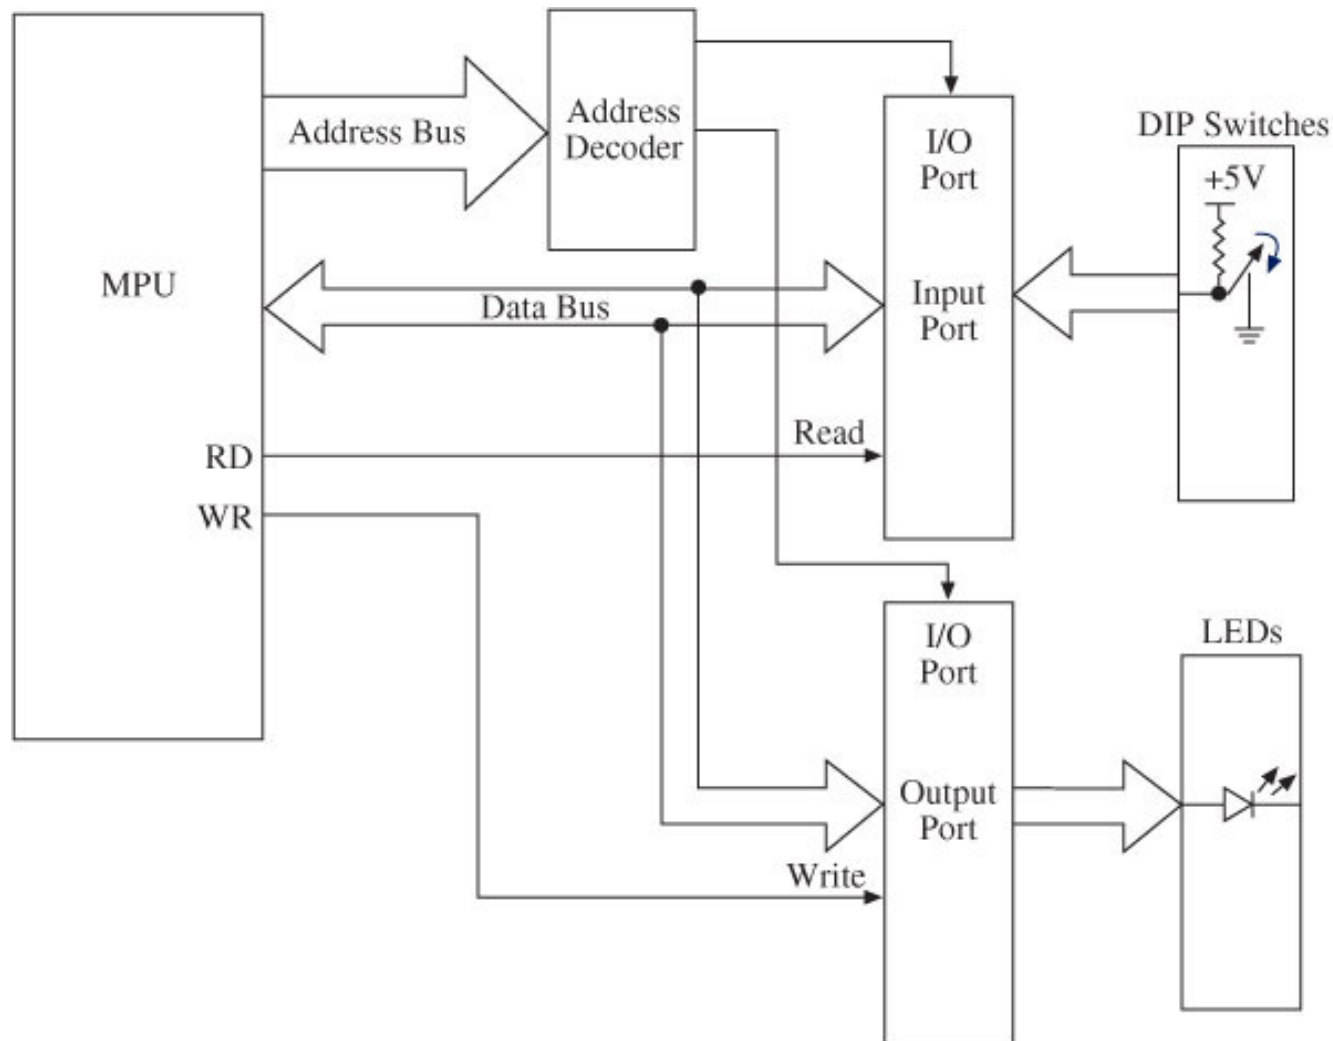 Address Bus
Address
Decoder
I/O
Port
DIP Switches
+5V
MPU
Data Bus
Input
Port
Read
RD
WR
I/O
Port
LEDs
Output
Port
Write